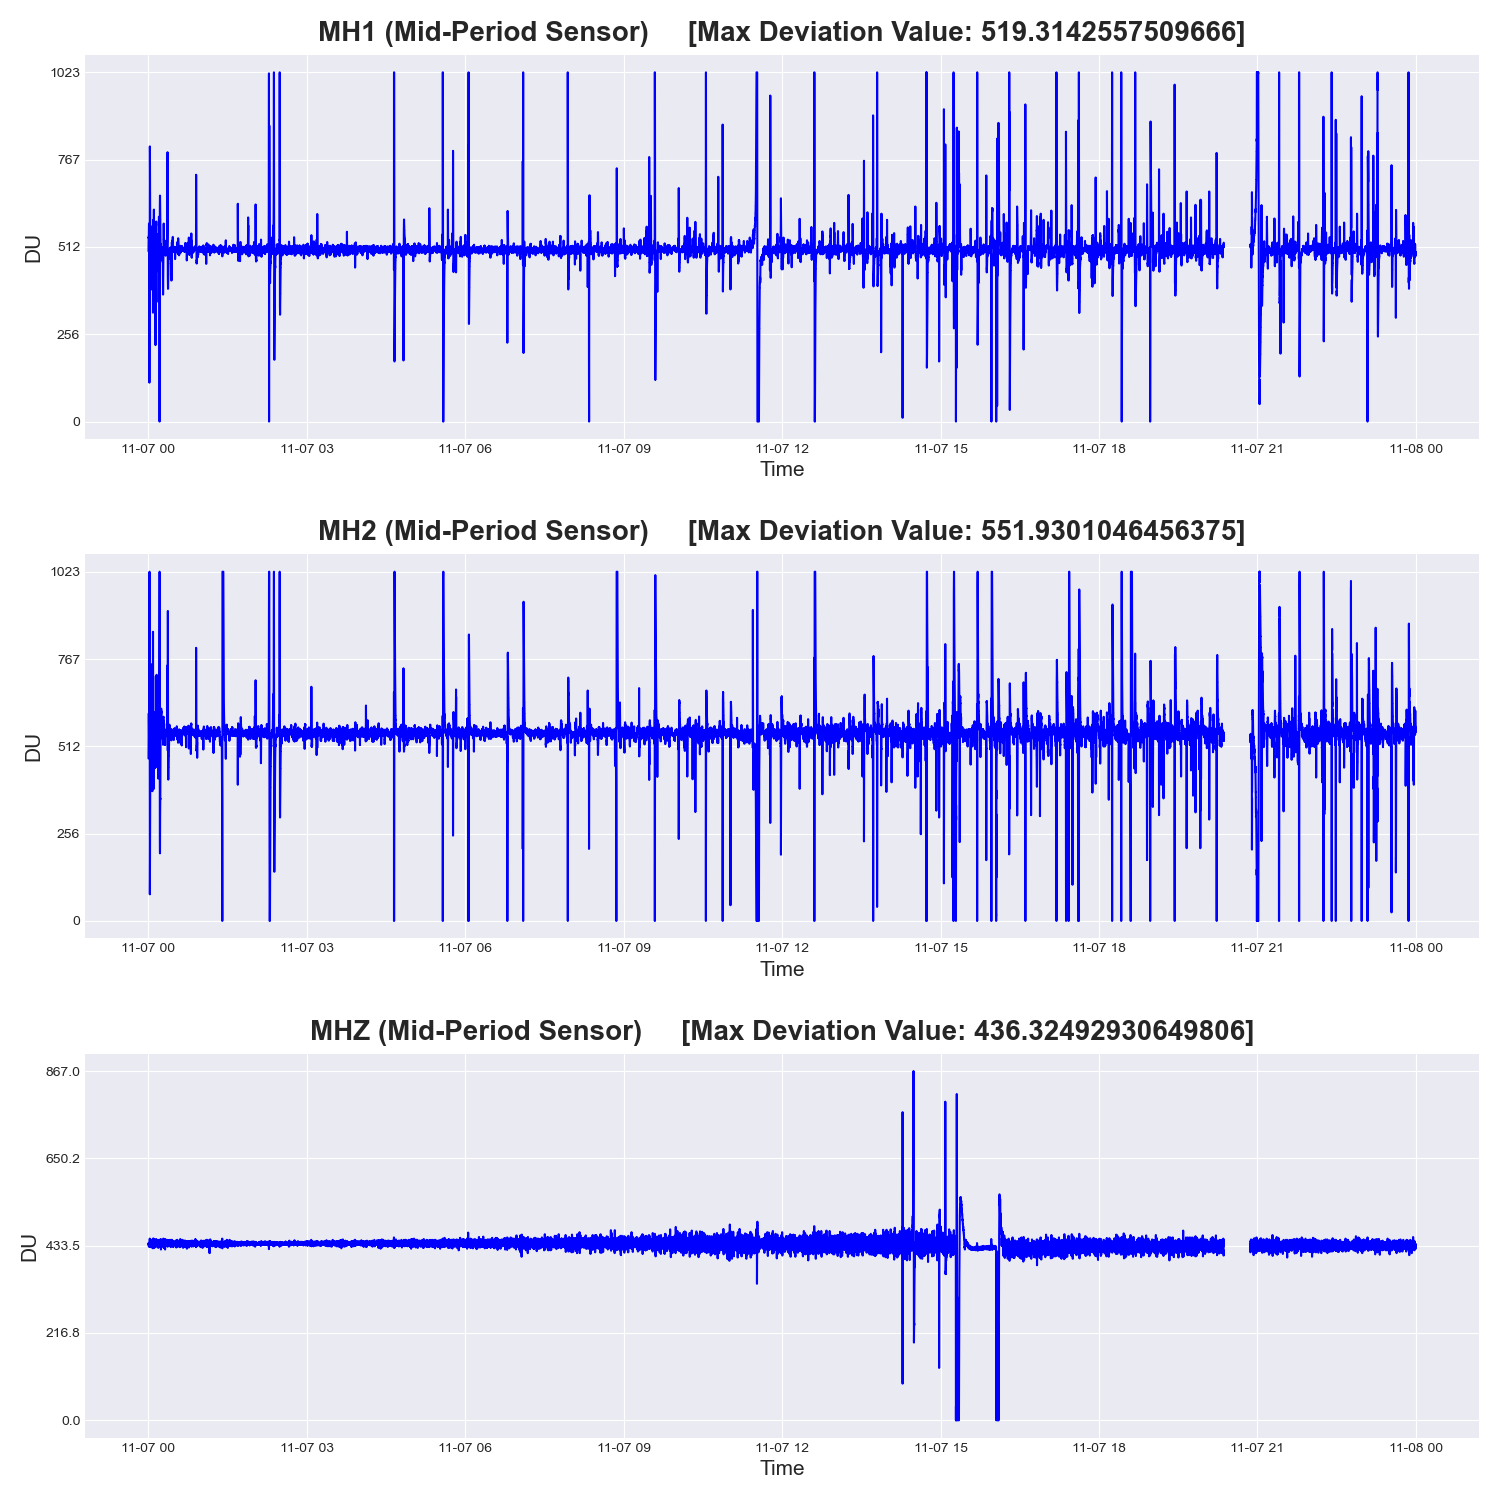 MH1 (Mid-Period Sensor) [Max Deviation Value: 519.3142557509666]
1023
767
512
256
0
DU
11-07 00 11-07 03 11-07 06 11-07 09 11-07 12 11-07 15 11-07 18 11-07 21 11-08 00
Time
MH2 (Mid-Period Sensor) [Max Deviation Value: 551.9301046456375]
1023
767
512
256
0
DU
11-07 00 11-07 03 11-07 06 11-07 09 11-07 12 11-07 15 11-07 18 11-07 21 11-08 00
Time
MHZ (Mid-Period Sensor) [Max Deviation Value: 436.32492930649806]
867.0
650.2
433.5
216.8
0.0
DU
11-07 00 11-07 03 11-07 06 11-07 09 11-07 12 11-07 15 11-07 18 11-07 21 11-08 00
Time